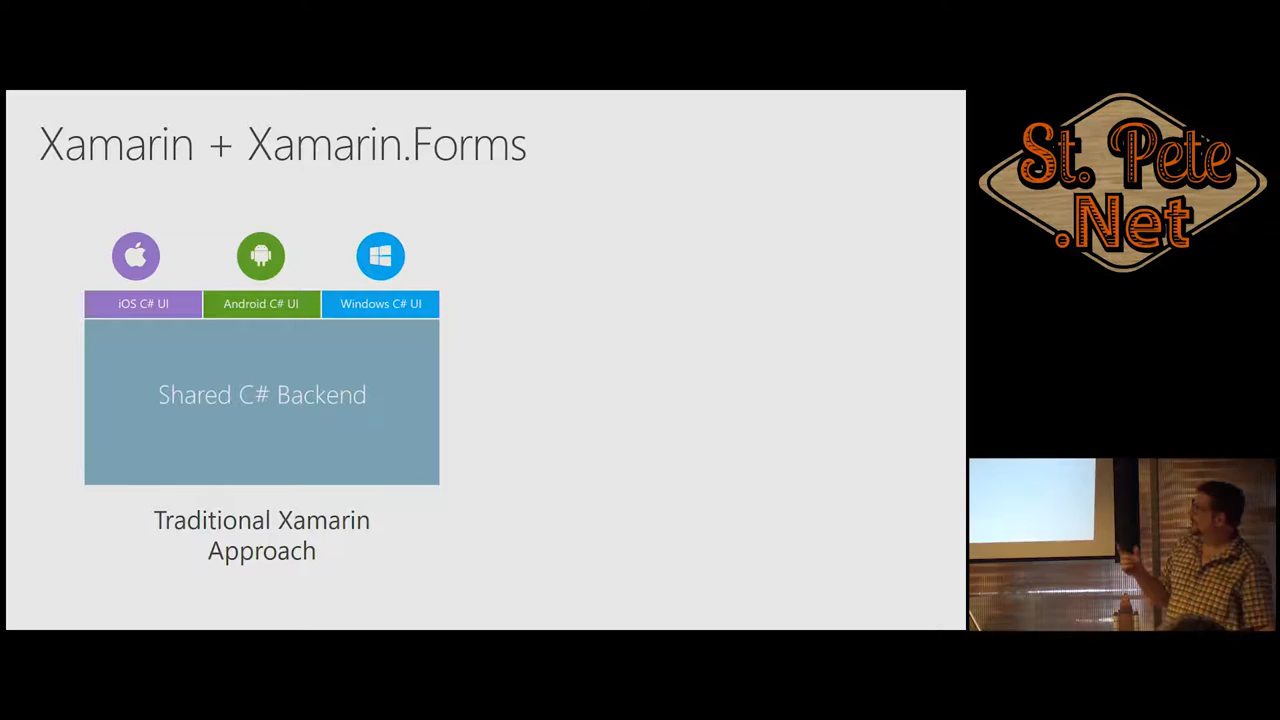 Xamarin + Xamarin.Forms
iOS C# UI
Android C# UI
Windows C# UI
Shared C# Backend
Traditional Xamarin
Approach
St. Pete
.Net